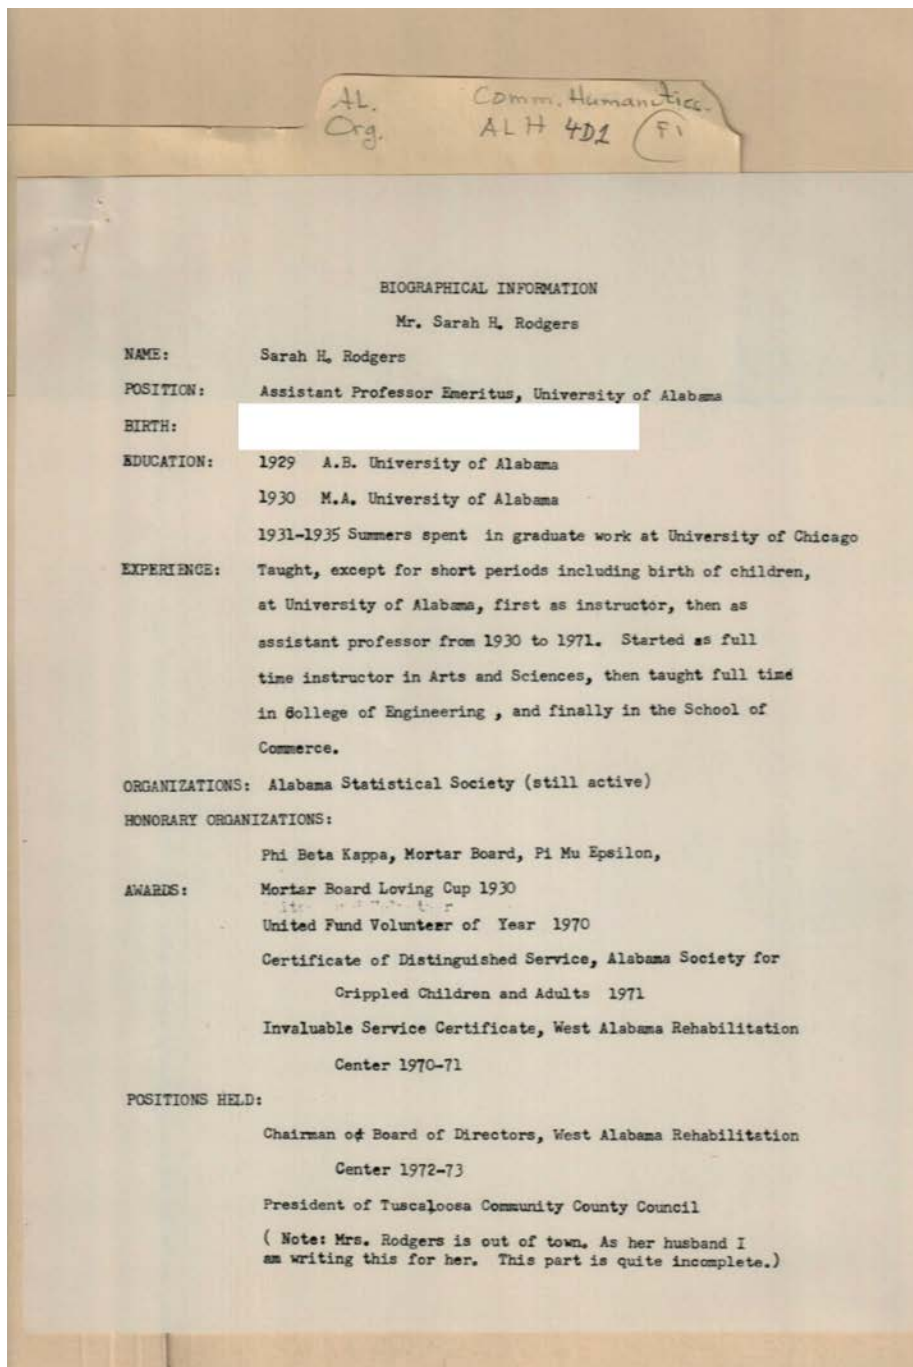 AL. Comm. Humanities.
Org. ALH 4D1 F1
BIOGRAPHICAL INFORMATION
Mr. Sarah H. Rodgers
NAME: Sarah H. Rodgers
POSITION: Assistant Professor Emeritus, University of Alabama
BIRTH:
EDUCATION: 1929 A.B. University of Alabama
1930 M.A. University of Alabama
1931-1935 Summers spent in graduate work at University of Chicago
EXPERIENCE: Taught, except for short periods including birth of children,
at University of Alabama, first as instructor, then as
assistant professor from 1930 to 1971. Started as full
time instructor in Arts and Sciences, then taught full time
in College of Engineering , and finally in the School of
Commerce.
ORGANIZATIONS: Alabama Statistical Society (still active)
HONORARY ORGANIZATIONS:
Phi Beta Kappa, Mortar Board, Pi Mu Epsilon,
AWARDS: Mortar Board Loving Cup 1930
United Fund Volunteer of Year 1970
Certificate of Distinguished Service, Alabama Society for
Crippled Children and Adults 1971
Invaluable Service Certificate, West Alabama Rehabilitation
Center 1970-71
POSITIONS HELD:
Chairman of Board of Directors, West Alabama Rehabilitation
Center 1972-73
President of Tuscaloosa Community County Council
( Note: Mrs. Rodgers is out of town. As her husband I
am writing this for her. This part is quite incomplete.)